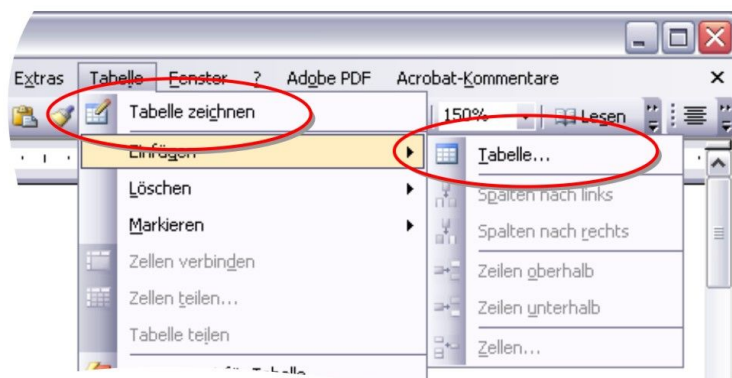 Extras Tabelle Fenster ? Adobe PDF Acrobat-Kommentare
Tabelle zeichnen
150% Lesen
Einfügen
Tabelle...
Löschen
Spalten nach links
Markieren
Spalten nach rechts
Zellen verbinden
Zeilen oberhalb
Zellen teilen...
Zeilen unterhalb
Tabelle teilen
Zellen...